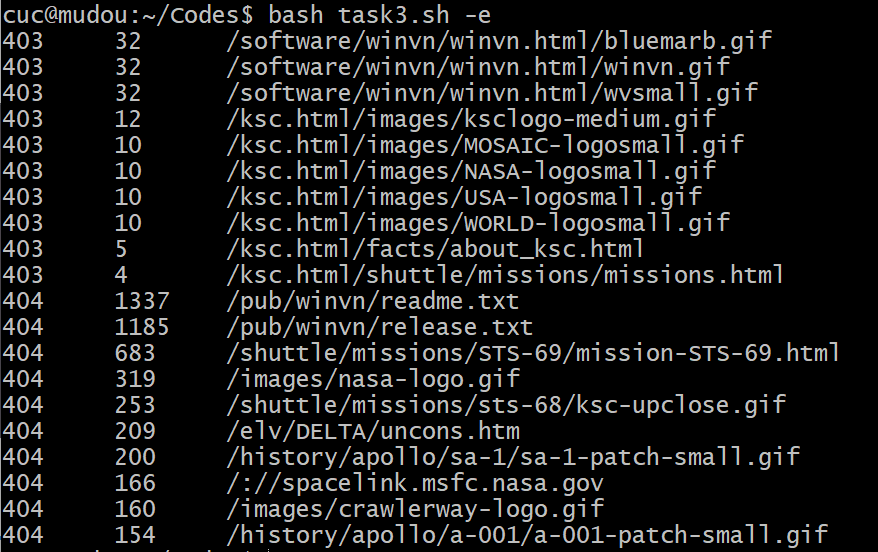 cuc@mudou:~/Codes$ bash task3.sh -e
403 32 /software/winvn/winvn.html/bluemarb.gif
403 32 /software/winvn/winvn.html/winvn.gif
403 32 /software/winvn/winvn.html/wvsmall.gif
403 12 /ksc.html/images/ksclogo-medium.gif
403 10 /ksc.html/images/MOSAIC-logosmall.gif
403 10 /ksc.html/images/NASA-logosmall.gif
403 10 /ksc.html/images/USA-logosmall.gif
403 10 /ksc.html/images/WORLD-logosmall.gif
403 5 /ksc.html/facts/about_ksc.html
403 4 /ksc.html/shuttle/missions/missions.html
404 1337 /pub/winvn/readme.txt
404 1185 /pub/winvn/release.txt
404 683 /shuttle/missions/STS-69/mission-STS-69.html
404 319 /images/nasa-logo.gif
404 253 /shuttle/missions/sts-68/ksc-upclose.gif
404 209 /elv/DELTA/uncons.htm
404 200 /history/apollo/sa-1/sa-1-patch-small.gif
404 166 /://spacelink.msfc.nasa.gov
404 160 /images/crawlerway-logo.gif
404 154 /history/apollo/a-001/a-001-patch-small.gif